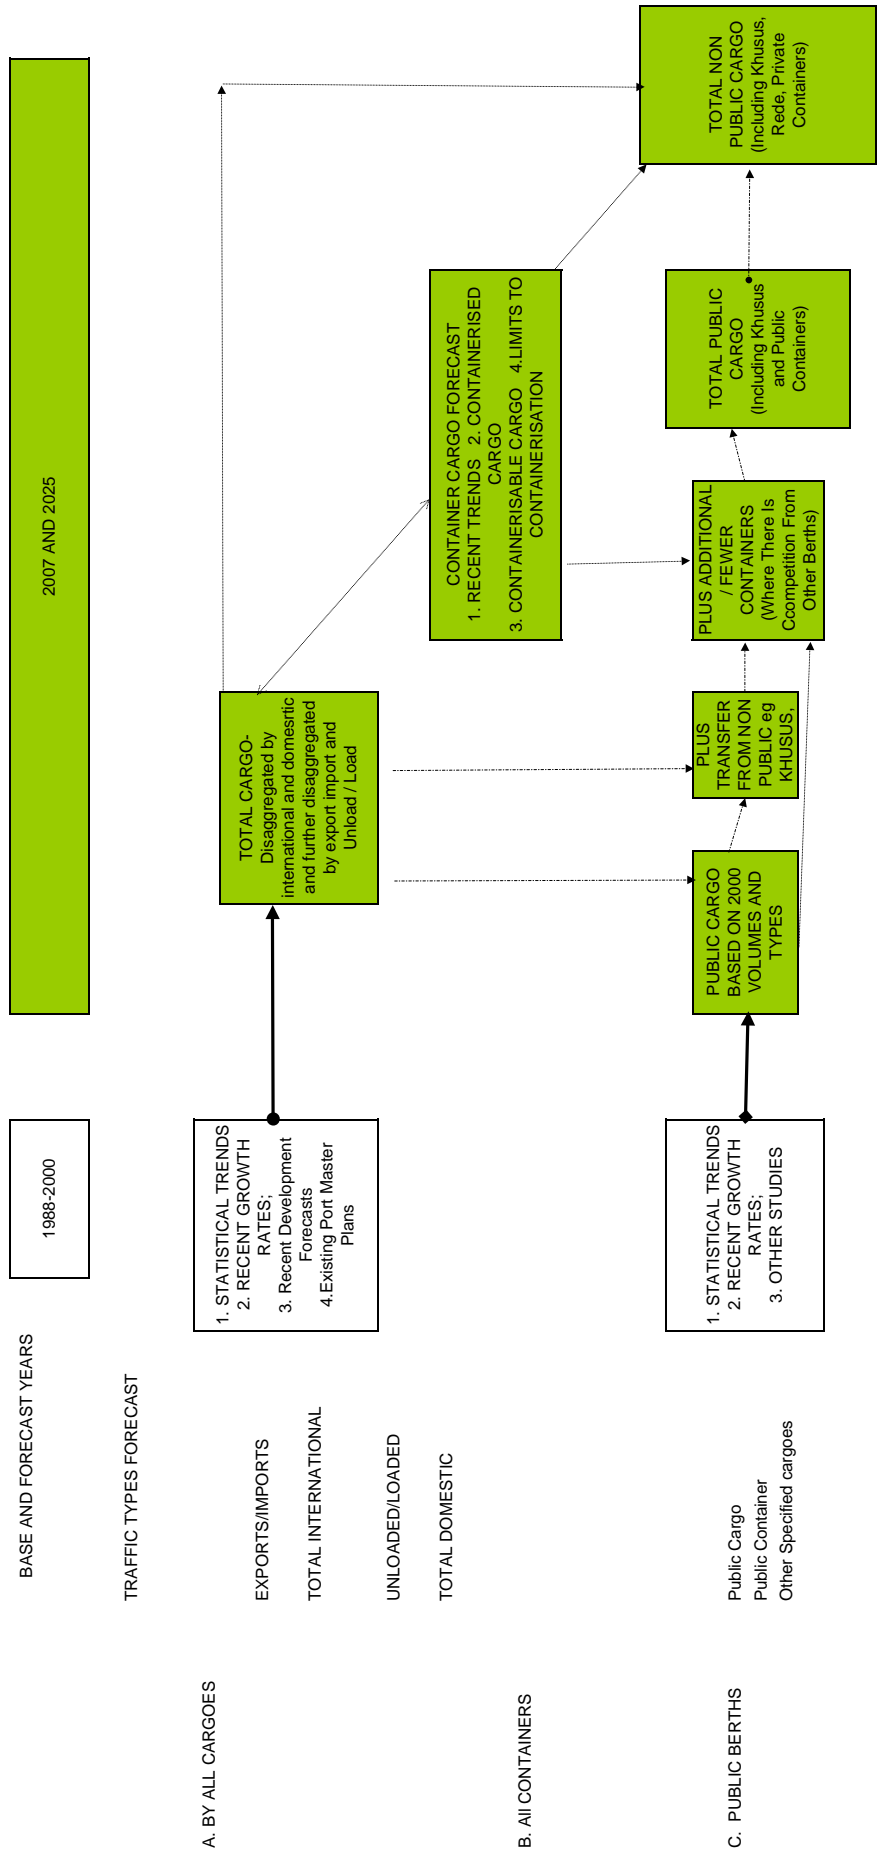 BASE AND FORECAST YEARS
1988-2000
2007 AND 2025
TRAFFIC TYPES FORECAST
A. BY ALL CARGOES
EXPORTS/IMPORTS
TOTAL INTERNATIONAL
UNLOADED/LOADED
TOTAL DOMESTIC
1. STATISTICAL TRENDS
2. RECENT GROWTH
RATES;
3. Recent Development
Forecasts
4.Existing Port Master
Plans
TOTAL CARGO-
Disaggregated by
international and domesrtic
and further disaggregated
by export import and
Unload / Load
B. All CONTAINERS
CONTAINER CARGO FORECAST
1. RECENT TRENDS 2. CONTAINERISED
CARGO
3. CONTAINERISABLE CARGO 4.LIMITS TO
CONTAINERISATION
C. PUBLIC BERTHS
Public Cargo
Public Container
Other Specified cargoes
1. STATISTICAL TRENDS
2. RECENT GROWTH
RATES;
3. OTHER STUDIES
PUBLIC CARGO
BASED ON 2000
VOLUMES AND
TYPES
PLUS
TRANSFER
FROM NON
PUBLIC eg
KHUSUS,
PLUS ADDITIONAL
/ FEWER
CONTAINERS
(Where There Is
Ccompetition From
Other Berths)
TOTAL PUBLIC
CARGO
(Including Khusus
and Public
Containers)
TOTAL NON
PUBLIC CARGO
(Including Khusus,
Rede, Private
Containers)